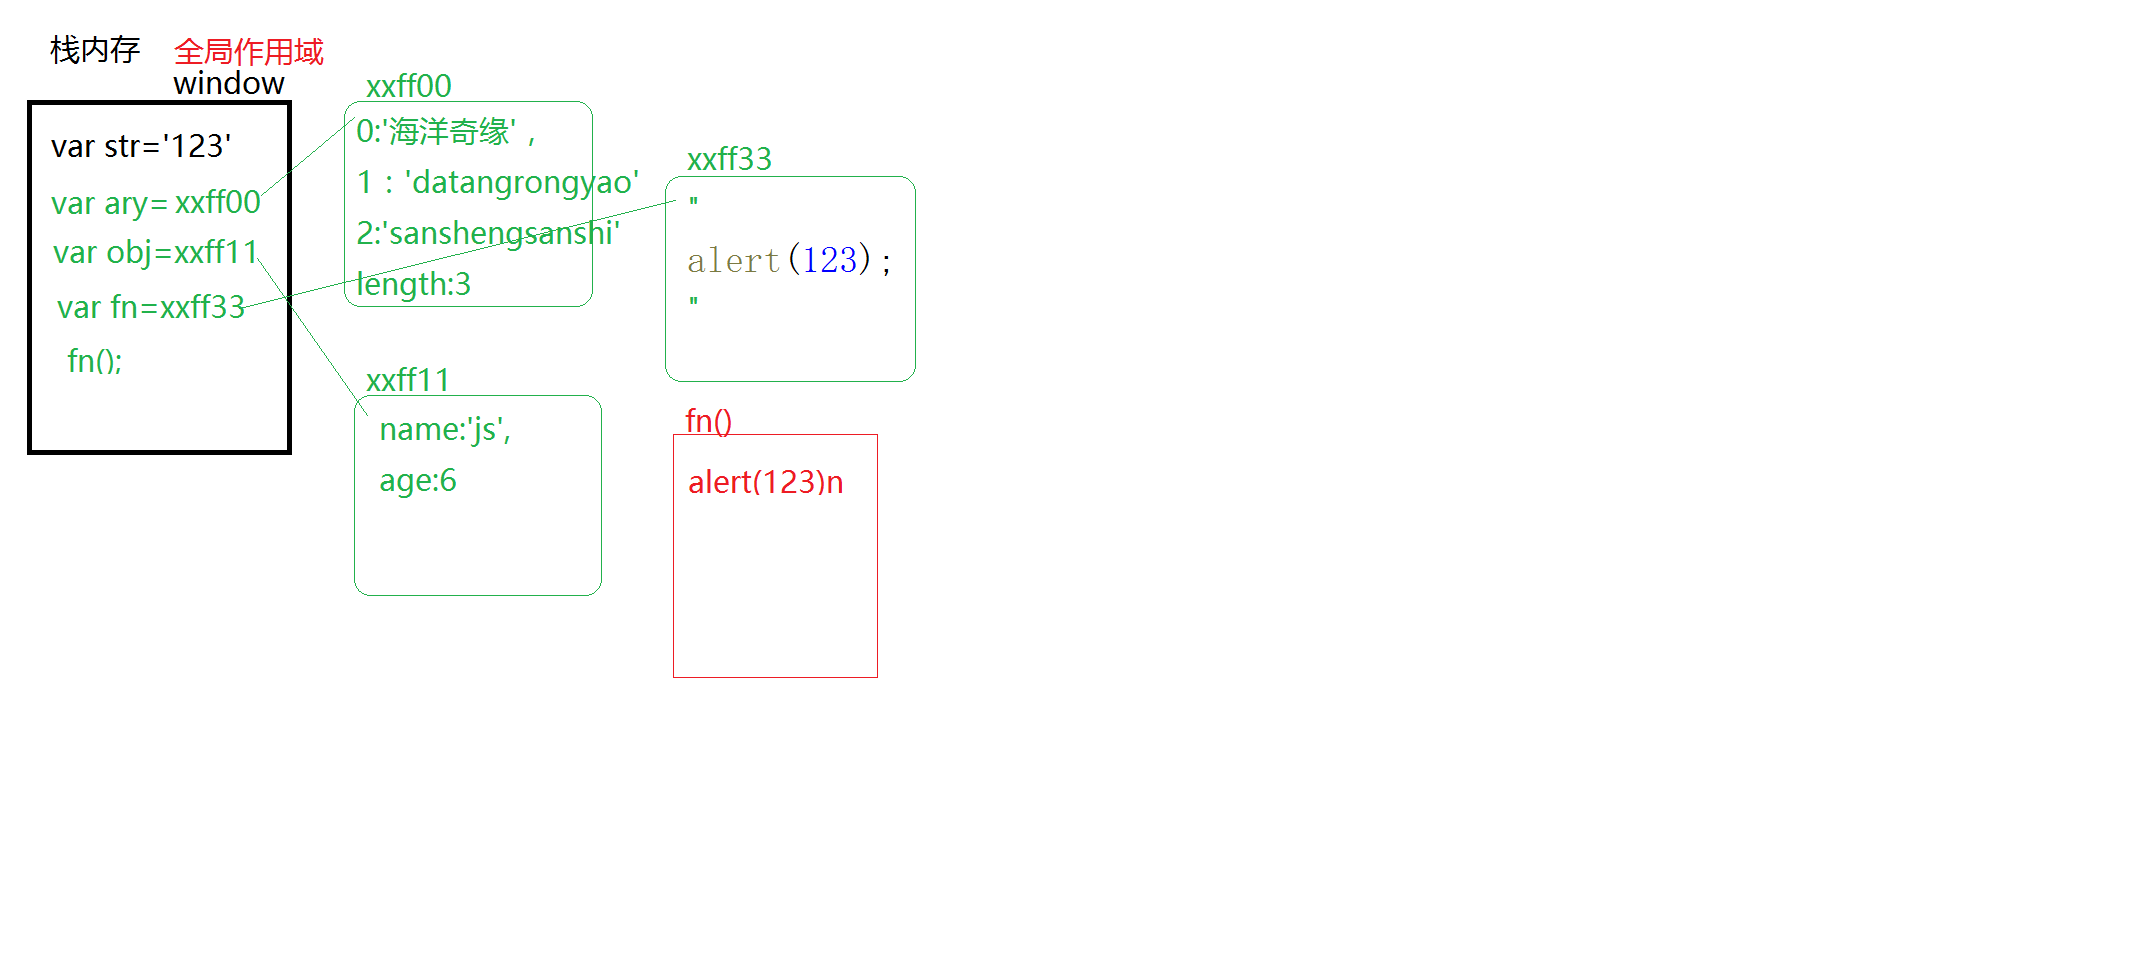 栈内存 全局作用域
window
var str='123'
var ary= xxff00
var obj=xxff11
var fn=xxff33
fn();
xxff00
0:'海洋奇缘' ,
1 : 'datangrongyao'
2:'sanshengsanshi'
length:3
xxff11
name:'js',
age:6
xxff33
"
alert(123);
"
fn()
alert(123)n